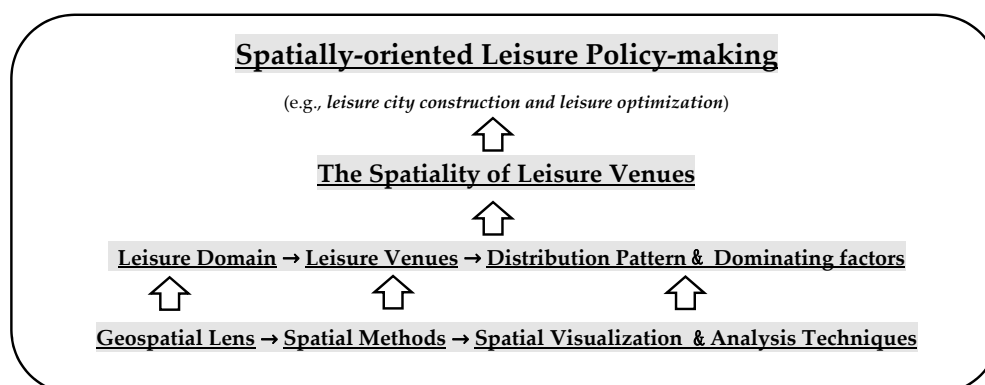 Spatially-oriented Leisure Policy-making
(e.g., leisure city construction and leisure optimization)
The Spatiality of Leisure Venues
Leisure Domain → Leisure Venues → Distribution Pattern & Dominating factors
Geospatial Lens → Spatial Methods → Spatial Visualization & Analysis Techniques